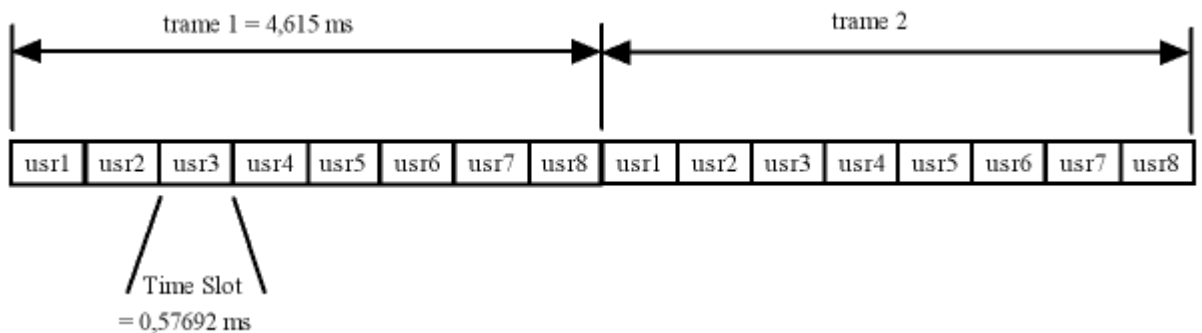 trame 1 = 4,615 ms
trame 2
usr1 usr2 usr3 usr4 usr5 usr6 usr7 usr8 usr1 usr2 usr3 usr4 usr5 usr6 usr7 usr8
Time Slot
= 0,57692 ms